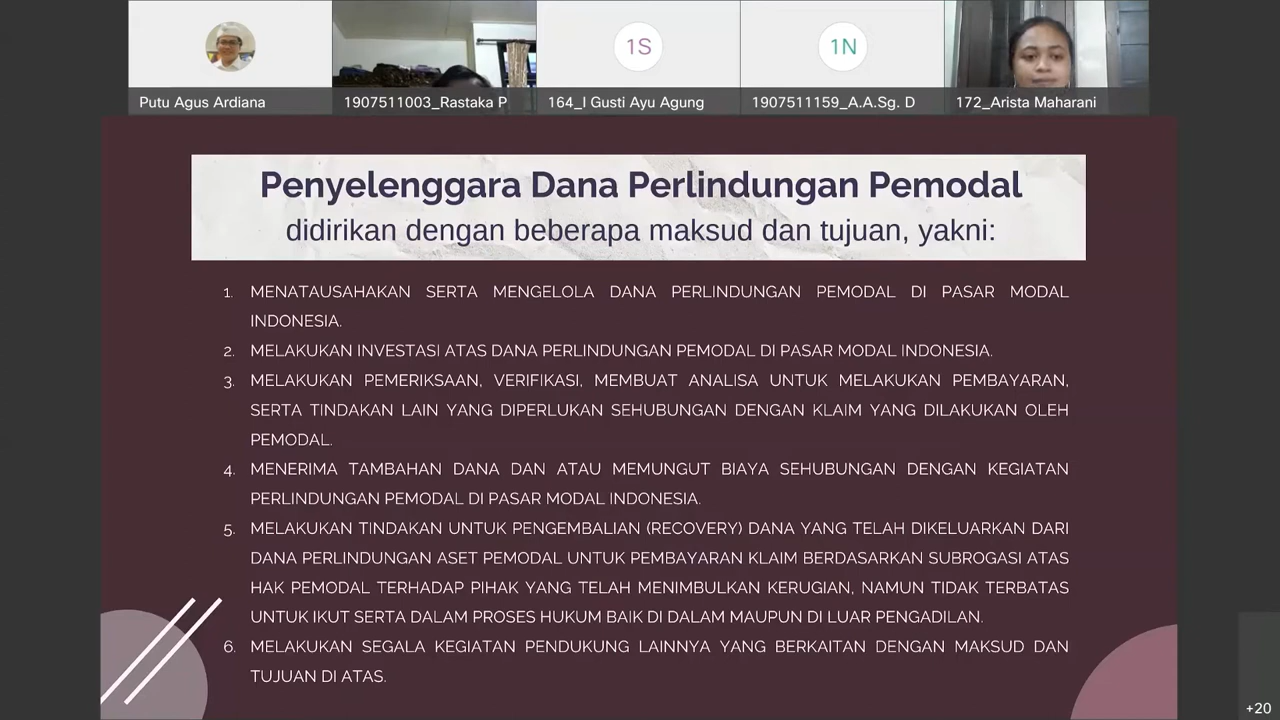 1S
1N
Putu Agus Ardiana
1907511003_Rastaka P
164_I Gusti Ayu Agung
1907511159_A.A.Sg. D
172_Arista Maharani
Penyelenggara Dana Perlindungan Pemodal
didirikan dengan beberapa maksud dan tujuan, yakni:
1. MENATAUSAHAKAN SERTA MENGELOLA DANA PERLINDUNGAN PEMODAL DI PASAR MODAL
INDONESIA.
2. MELAKUKAN INVESTASI ATAS DANA PERLINDUNGAN PEMODAL DI PASAR MODAL INDONESIA.
3. MELAKUKAN PEMERIKSAAN, VERIFIKASI, MEMBUAT ANALISA UNTUK MELAKUKAN PEMBAYARAN,
SERTA TINDAKAN LAIN YANG DIPERLUKAN SEHUBUNGAN DENGAN KLAIM YANG DILAKUKAN OLEH
PEMODAL.
4. MENERIMA TAMBAHAN DANA DAN ATAU MEMUNGUT BIAYA SEHUBUNGAN DENGAN KEGIATAN
PERLINDUNGAN PEMODAL DI PASAR MODAL INDONESIA.
5. MELAKUKAN TINDAKAN UNTUK PENGEMBALIAN (RECOVERY) DANA YANG TELAH DIKELUARKAN DARI
DANA PERLINDUNGAN ASET PEMODAL UNTUK PEMBAYARAN KLAIM BERDASARKAN SUBROGASI ATAS
HAK PEMODAL TERHADAP PIHAK YANG TELAH MENIMBULKAN KERUGIAN, NAMUN TIDAK TERBATAS
UNTUK IKUT SERTA DALAM PROSES HUKUM BAIK DI DALAM MAUPUN DI LUAR PENGADILAN.
6. MELAKUKAN SEGALA KEGIATAN PENDUKUNG LAINNYA YANG BERKAITAN DENGAN MAKSUD DAN
TUJUAN DI ATAS.
+20